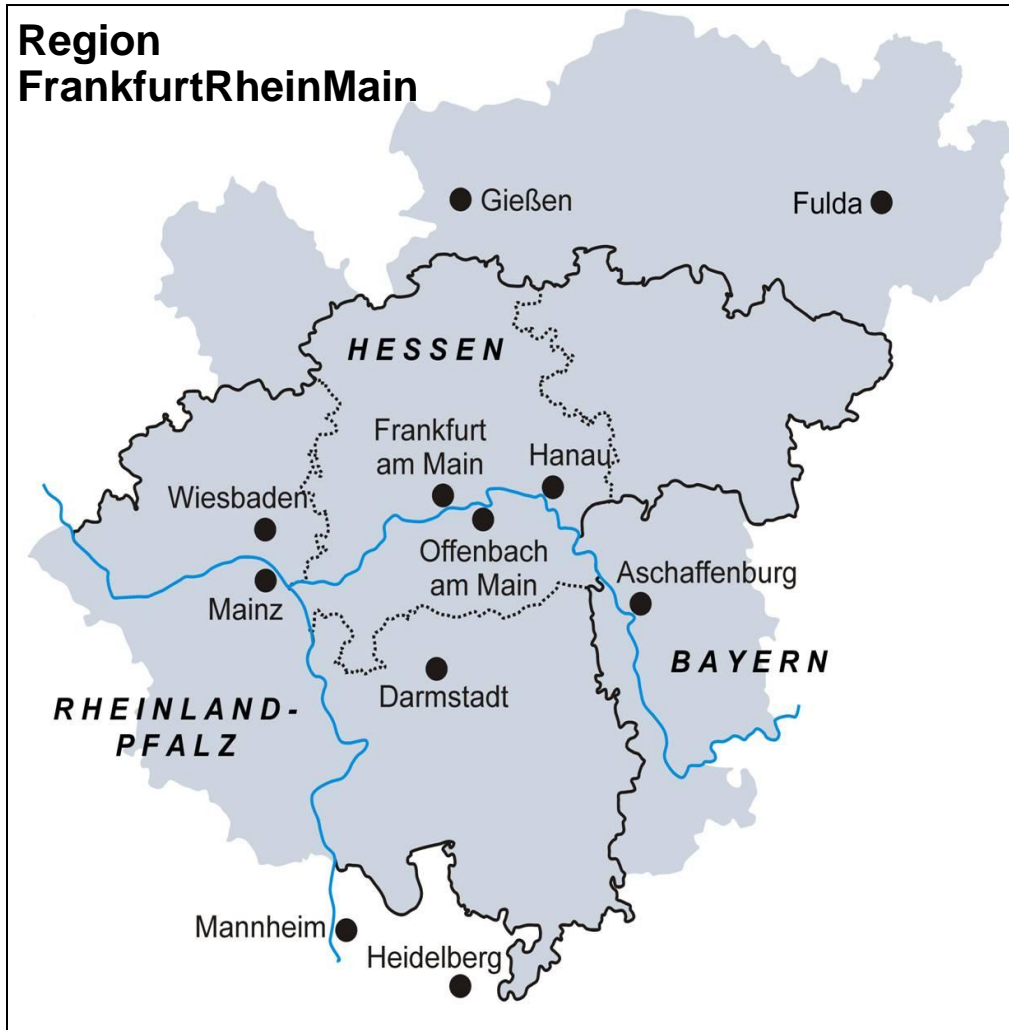 Region
FrankfurtRheinMain
Gießen
Fulda
HESSEN
Frankfurt
am Main
Hanau
Wiesbaden
Offenbach
am Main
Aschaffenburg
Mainz
BAYERN
Darmstadt
RHEINLAND-
PFALZ
Mannheim
Heidelberg